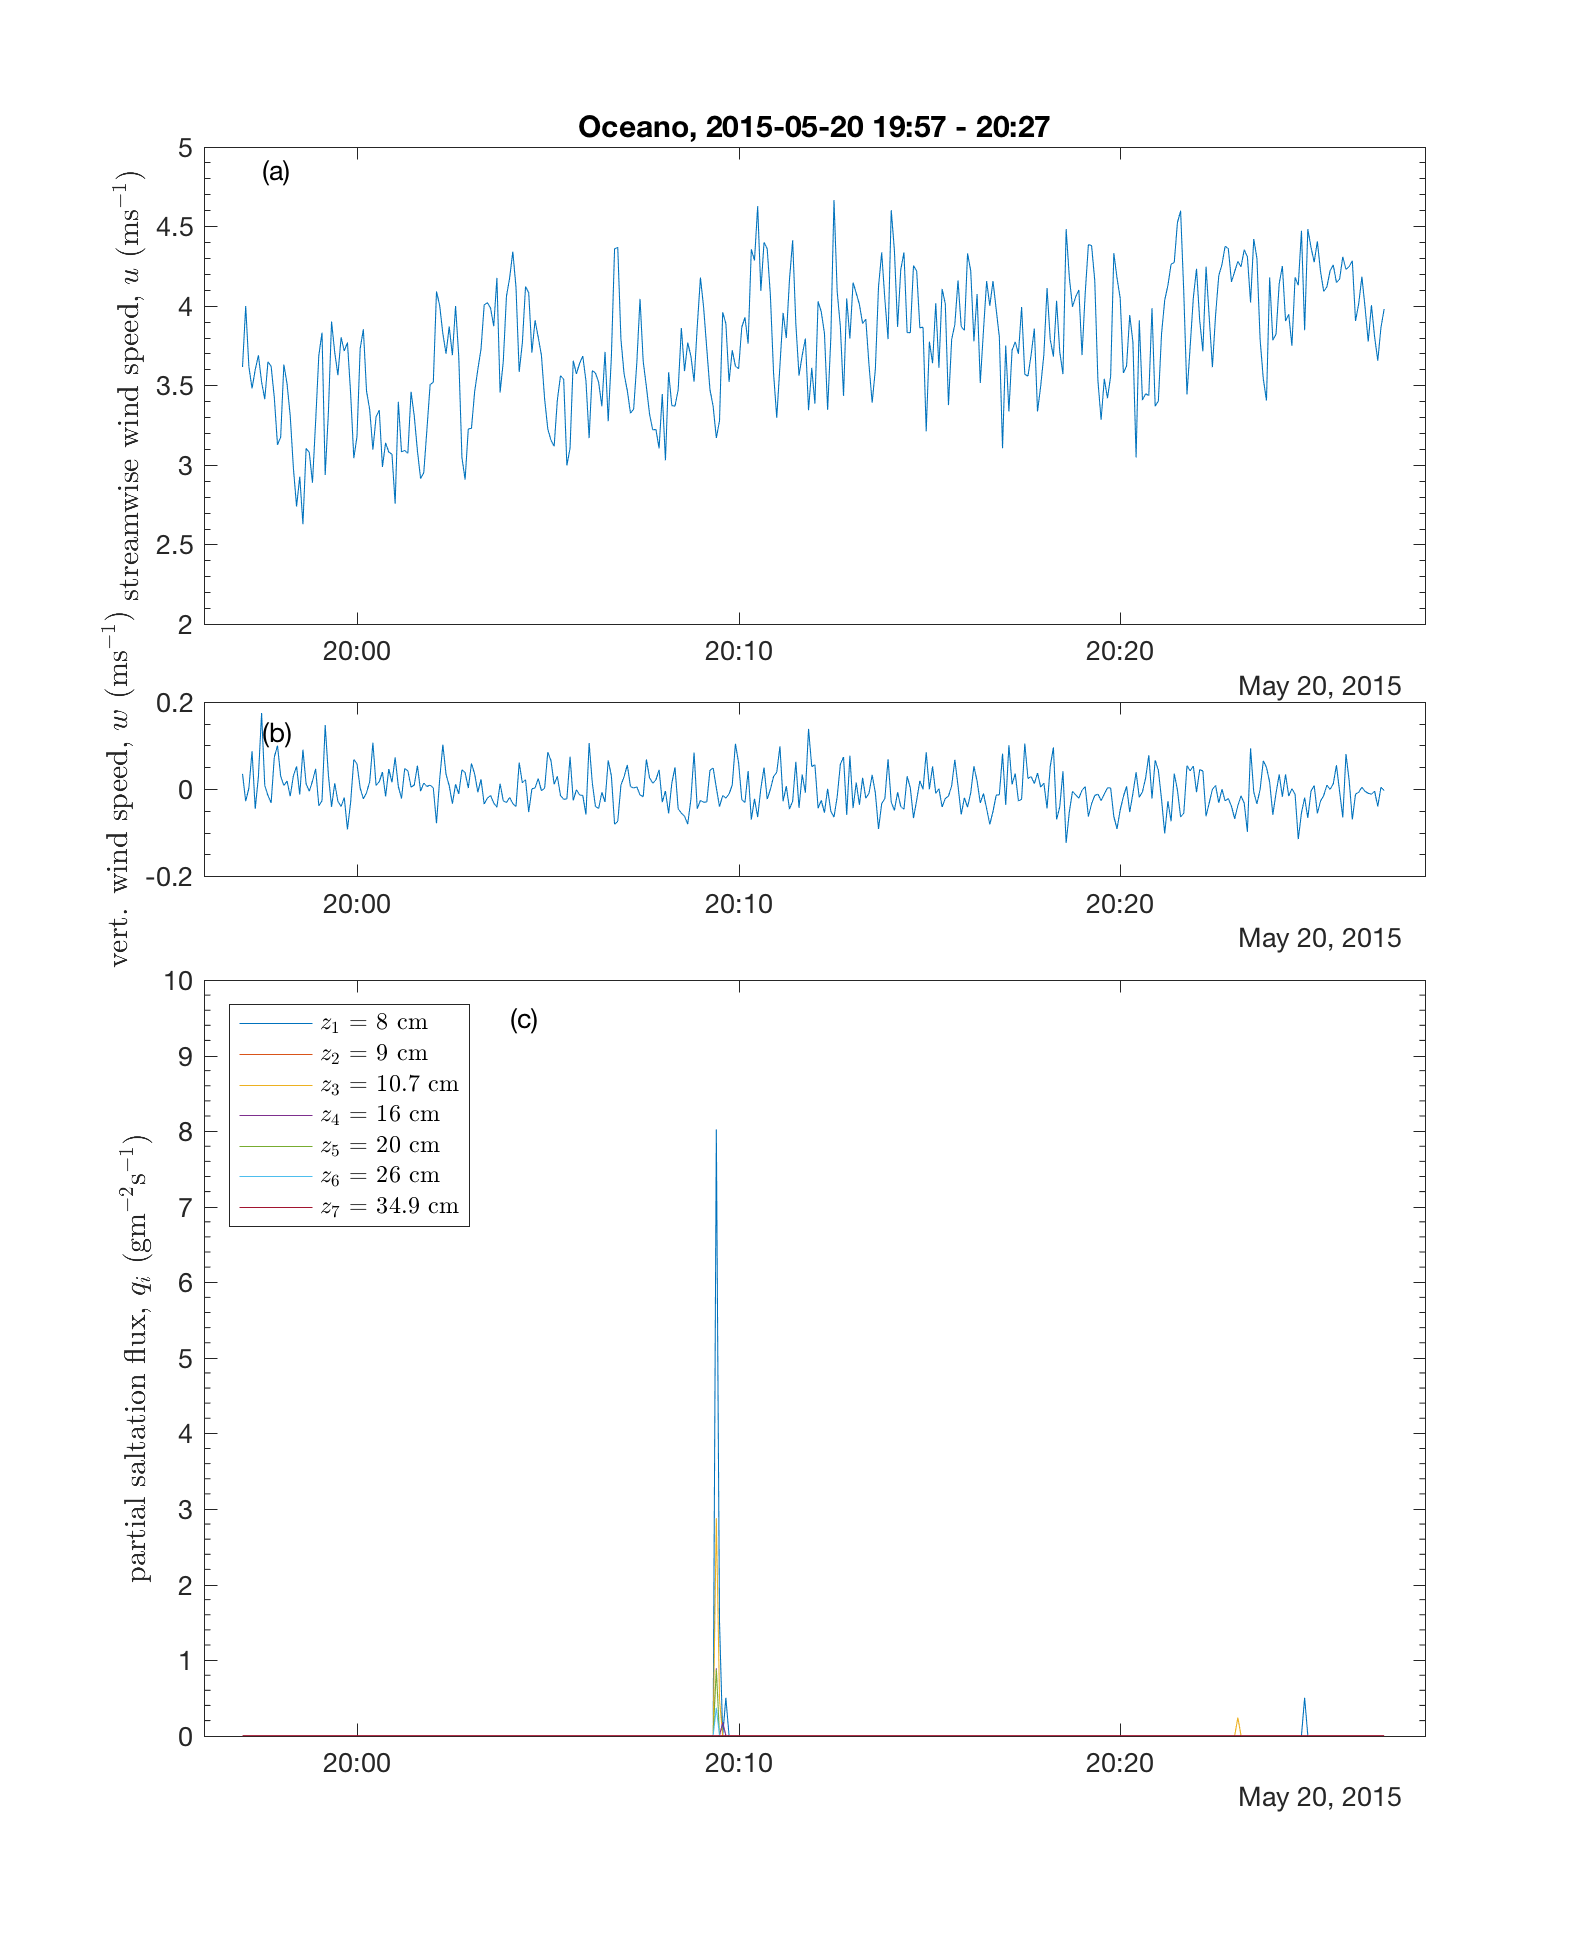 Oceano, 2015-05-20 19:57 - 20:27
(a)
streamwise wind speed, u (ms⁻¹)
5
4.5
4
3.5
3
2.5
2
20:00 20:10 20:20
May 20, 2015
(b)
vert. wind speed, w (ms⁻¹)
0.2
0
-0.2
20:00 20:10 20:20
May 20, 2015
(c)
partial saltation flux, qᵢ (gm⁻²s⁻¹)
10
9
8
7
6
5
4
3
2
1
0
z₁ = 8 cm
z₂ = 9 cm
z₃ = 10.7 cm
z₄ = 16 cm
z₅ = 20 cm
z₆ = 26 cm
z₇ = 34.9 cm
20:00 20:10 20:20
May 20, 2015